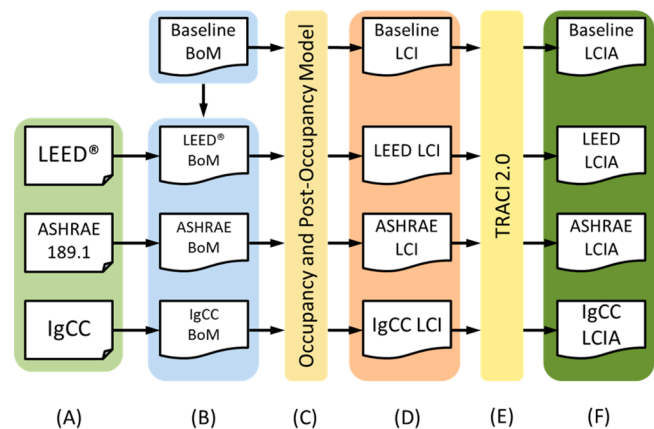 Baseline
BoM
Baseline
LCI
Baseline
LCIA
LEED®
LEED®
BoM
LEED LCI
LEED
LCIA
ASHRAE
189.1
ASHRAE
BoM
ASHRAE
LCI
ASHRAE
LCIA
IgCC
IgCC
BoM
IgCC LCI
IgCC
LCIA
Occupancy and Post-Occupancy Model
TRACI 2.0
(A)
(B)
(C)
(D)
(E)
(F)